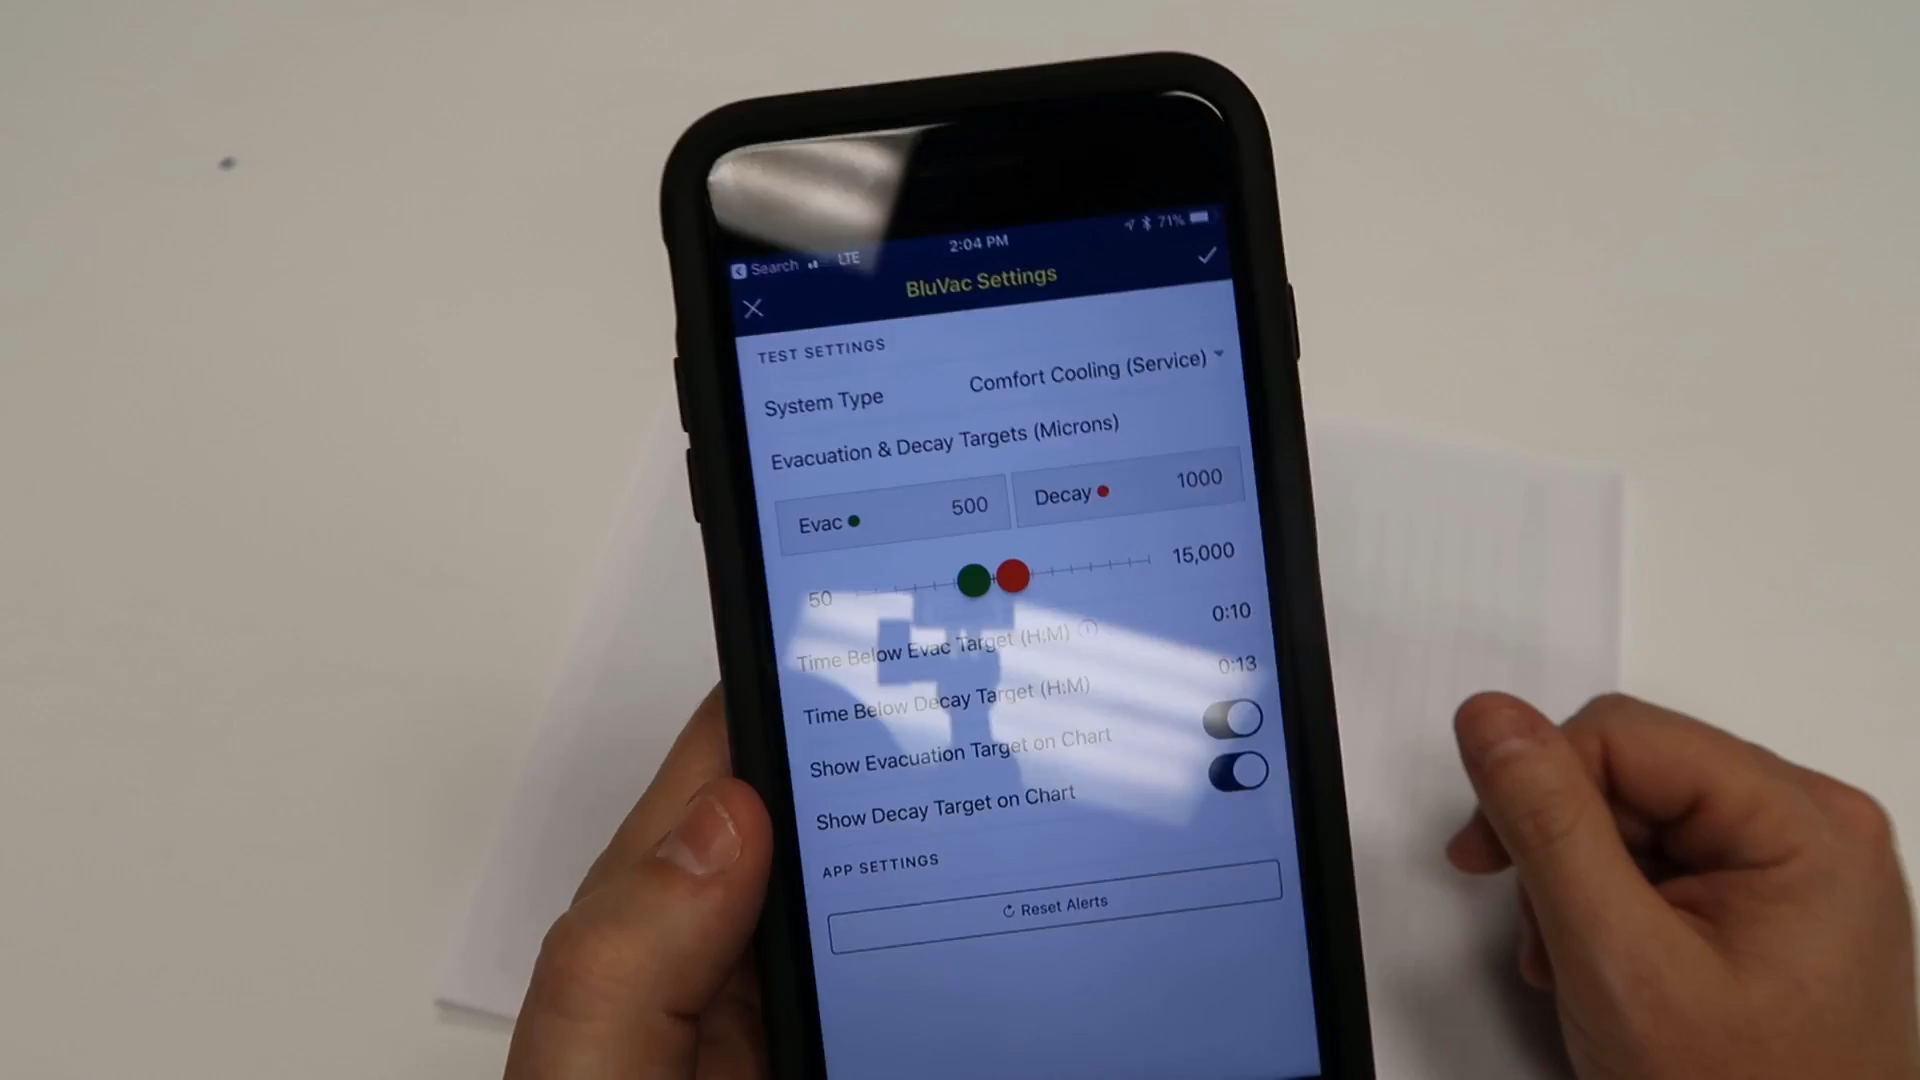 Search LTE 2:04 PM 71%
BluVac Settings
TEST SETTINGS
System Type Comfort Cooling (Service)
Evacuation & Decay Targets (Microns)
Evac 500 Decay 1000
50 15,000
Time Below Evac Target (H:M) 0:10
Time Below Decay Target (H:M) 0:13
Show Evacuation Target on Chart
Show Decay Target on Chart
APP SETTINGS
Reset Alerts